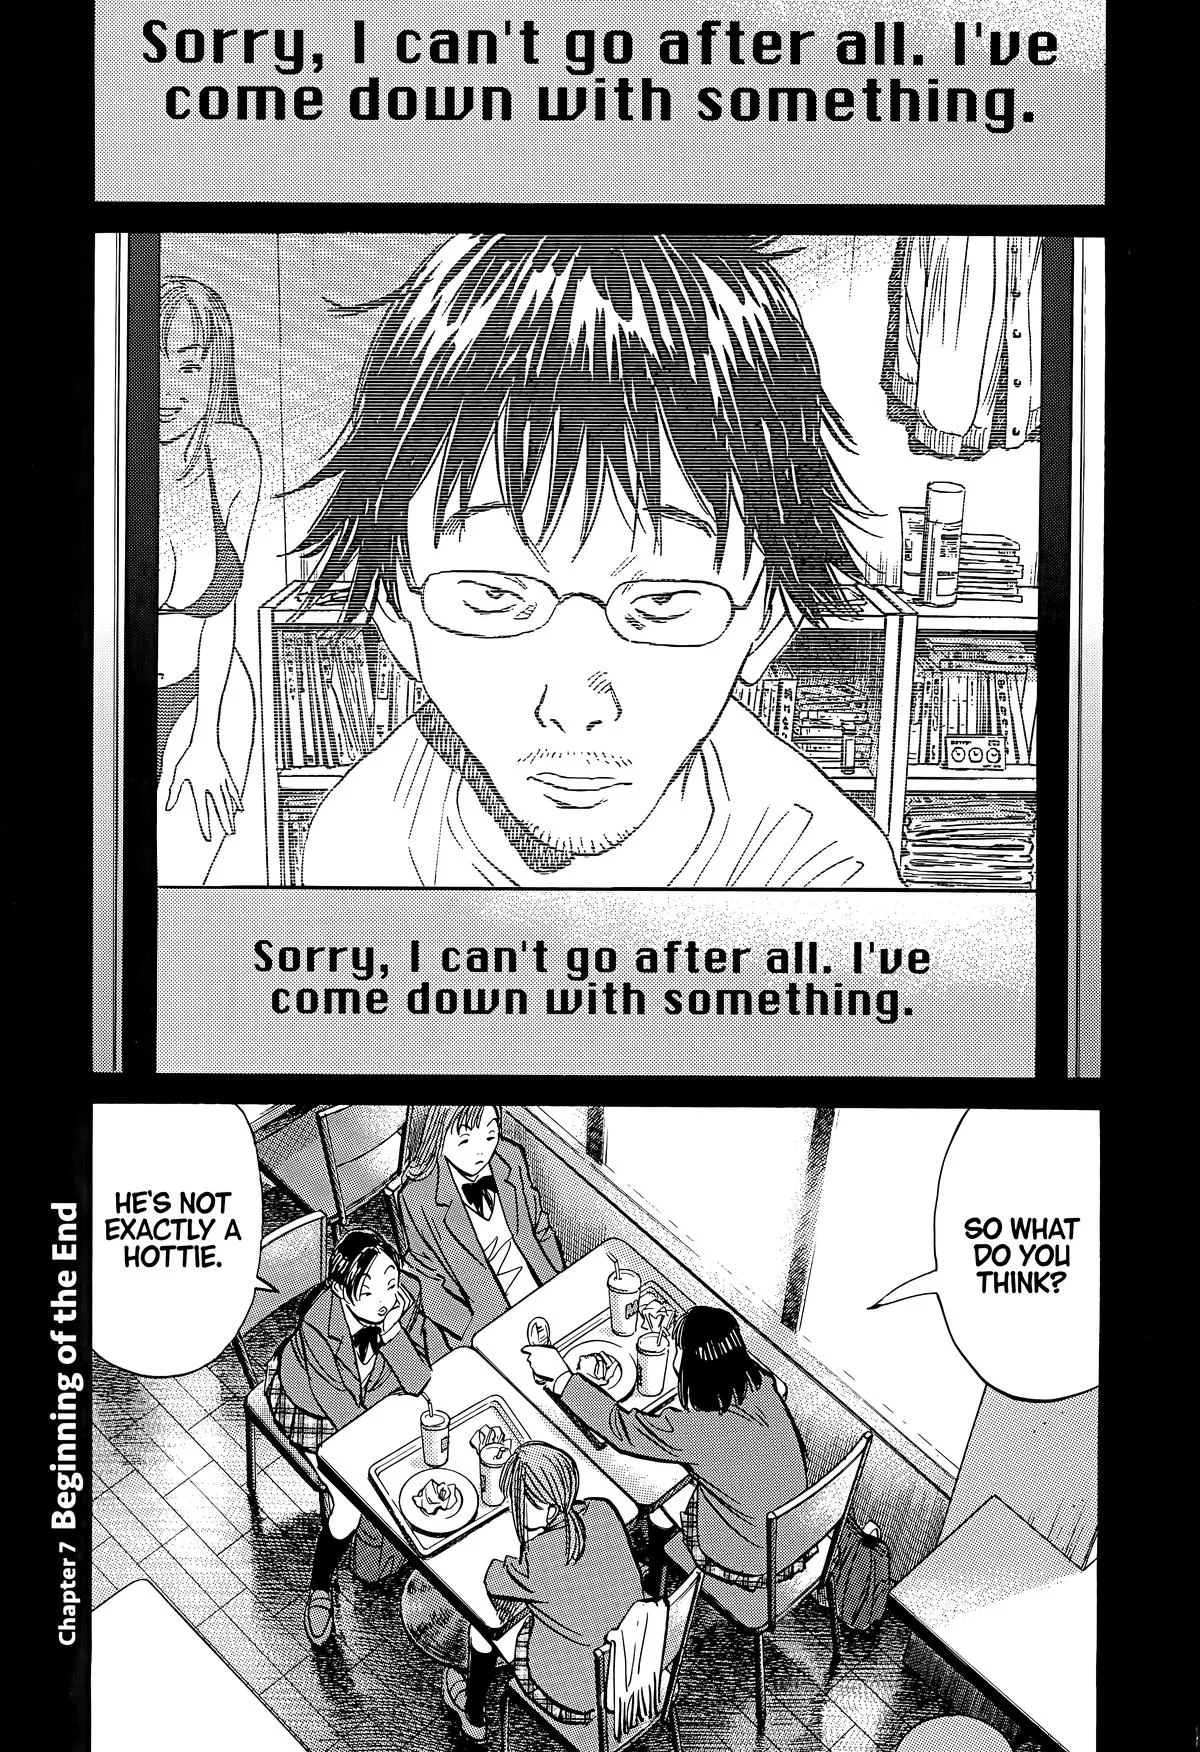 Sorry, I can't go after all. I've
come down with something.
Sorry, I can't go after all. I've
come down with something.
SO WHAT
DO YOU
THINK?
HE'S NOT
EXACTLY A
HOTTIE.
Chapter 7 Beginning of the End